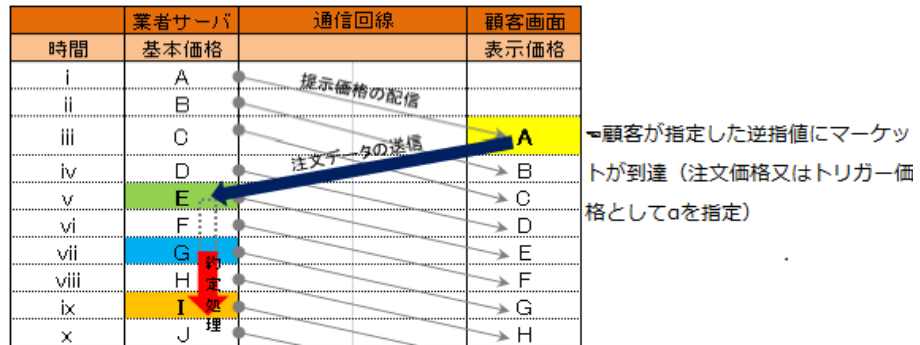 業者サーバ 通信回線 顧客画面
時間 基本価格 表示価格
i A
ii B
iii C A
iv D B
v E C
vi F D
vii G E
viii H F
ix I G
x J H
提示価格の配信
注文データの送信
約定処理
☜顧客が指定した逆指値にマーケッ
トが到達（注文価格又はトリガー価
格としてαを指定）